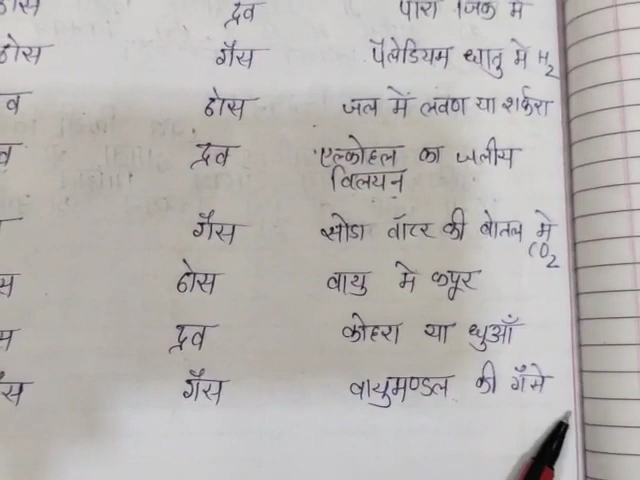 ठोस द्रव पारा जिंक में
ठोस गैस पैलेडियम धातु में H2
व ठोस जल में लवण या शर्करा
व द्रव एल्कोहल का जलीय
विलयन
गैस सोडा वॉटर की बोतल में
CO2
स ठोस वायु में कपूर
स द्रव कोहरा या धुआँ
ैस गैस वायुमण्डल की गैसे